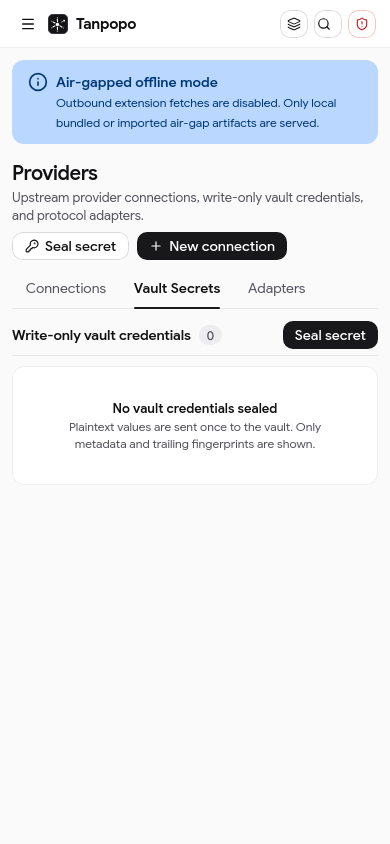 Tanpopo
Air-gapped offline mode
Outbound extension fetches are disabled. Only local
bundled or imported air-gap artifacts are served.
Providers
Upstream provider connections, write-only vault credentials,
and protocol adapters.
Seal secret
New connection
Connections
Vault Secrets
Adapters
Write-only vault credentials
0
Seal secret
No vault credentials sealed
Plaintext values are sent once to the vault. Only
metadata and trailing fingerprints are shown.